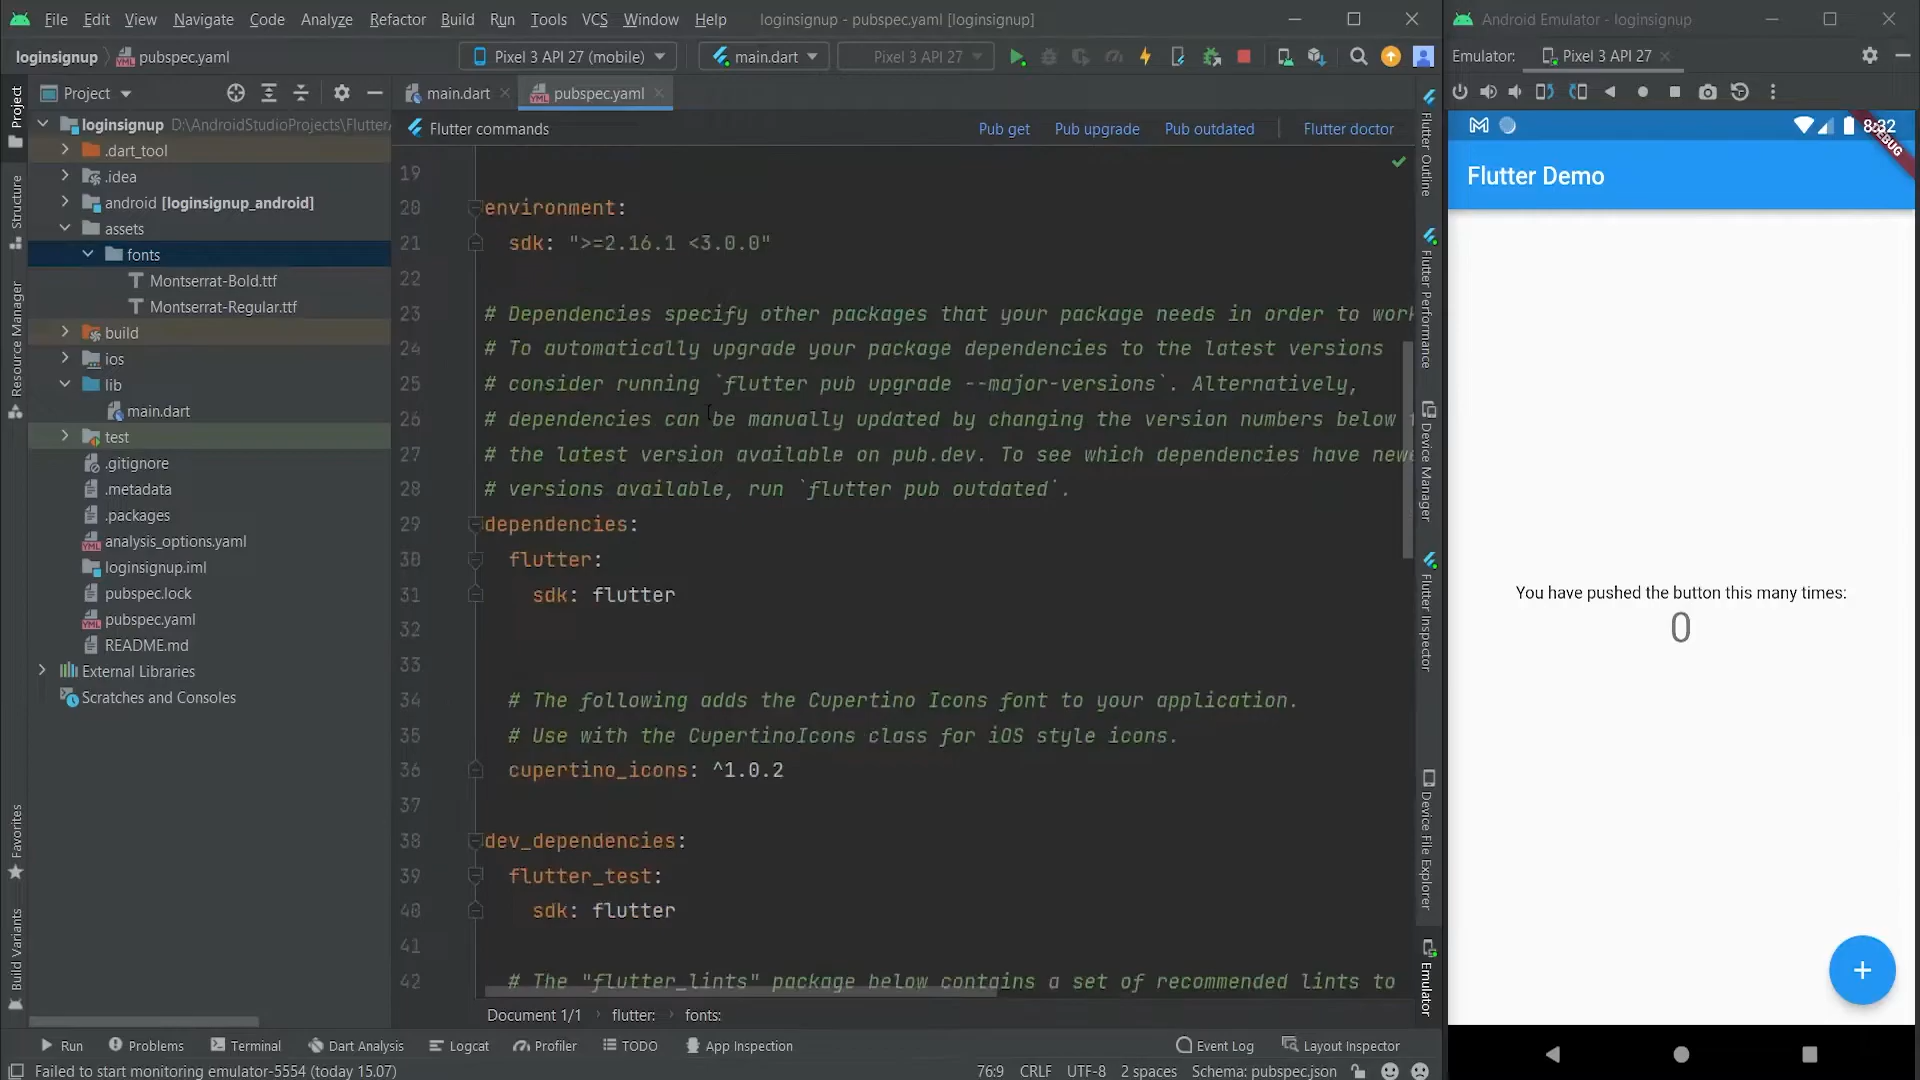 File Edit View Navigate Code Analyze Refactor Build Run Tools VCS Window Help loginsignup - pubspec.yaml [loginsignup]
Android Emulator - loginsignup
loginsignup pubspec.yaml Pixel 3 API 27 (mobile) main.dart Pixel 3 API 27
Emulator: Pixel 3 API 27
Project
main.dart pubspec.yaml
Flutter commands Pub get Pub upgrade Pub outdated Flutter doctor
loginsignup D:\AndroidStudioProjects\Flutter
.dart_tool
.idea
android [loginsignup_android]
assets
fonts
Montserrat-Bold.ttf
Montserrat-Regular.ttf
build
ios
lib
main.dart
test
.gitignore
.metadata
.packages
analysis_options.yaml
loginsignup.iml
pubspec.lock
pubspec.yaml
README.md
External Libraries
Scratches and Consoles
Project
Structure
Resource Manager
Favorites
Build Variants
19
20 environment:
21 sdk: ">=2.16.1 <3.0.0"
22
23 # Dependencies specify other packages that your package needs in order to work
24 # To automatically upgrade your package dependencies to the latest versions
25 # consider running `flutter pub upgrade --major-versions`. Alternatively,
26 # dependencies can be manually updated by changing the version numbers below
27 # the latest version available on pub.dev. To see which dependencies have newe
28 # versions available, run `flutter pub outdated`.
29 dependencies:
30 flutter:
31 sdk: flutter
32
33
34 # The following adds the Cupertino Icons font to your application.
35 # Use with the CupertinoIcons class for iOS style icons.
36 cupertino_icons: ^1.0.2
37
38 dev_dependencies:
39 flutter_test:
40 sdk: flutter
41
42 # The "flutter_lints" package below contains a set of recommended lints to
Document 1/1 flutter: fonts:
Flutter Outline
Flutter Performance
Device Manager
Flutter Inspector
Device File Explorer
Emulator
8:32
DEBUG
Flutter Demo
You have pushed the button this many times:
0
+
Run Problems Terminal Dart Analysis Logcat Profiler TODO App Inspection Event Log Layout Inspector
Failed to start monitoring emulator-5554 (today 15.07) 76:9 CRLF UTF-8 2 spaces Schema: pubspec.json